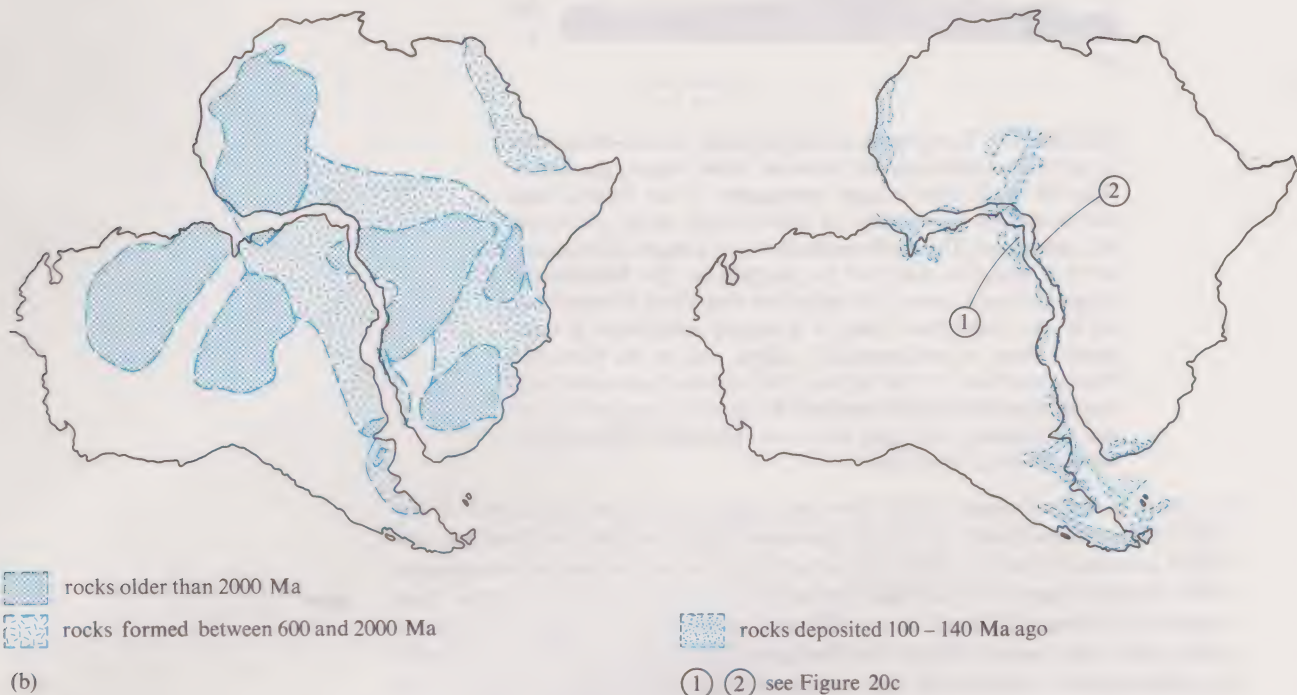 ②
①
rocks older than 2000 Ma
rocks formed between 600 and 2000 Ma
rocks deposited 100 – 140 Ma ago
(b)
① ② see Figure 20c